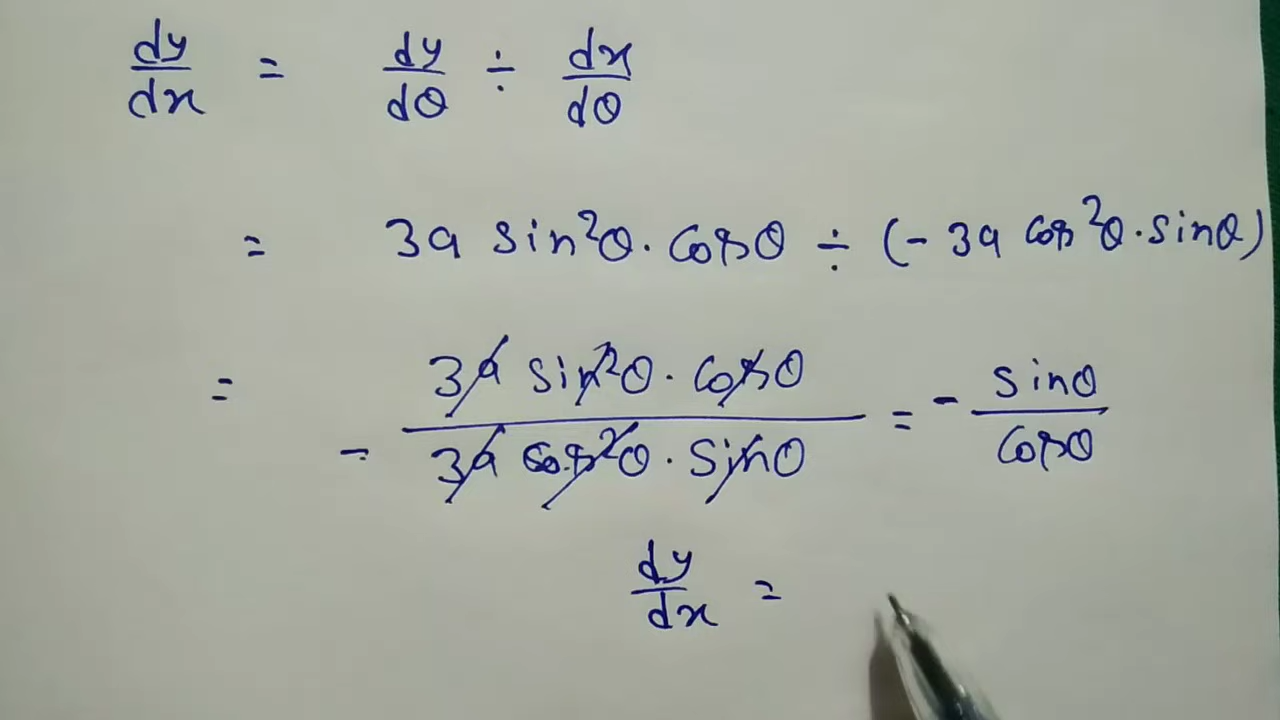 dy/dx = dy/dθ ÷ dx/dθ
= 3a sin²θ · cosθ ÷ (-3a cos²θ · sinθ)
= - 3a sin²θ · cosθ / 3a cos²θ · sinθ = - sinθ / cosθ
dy/dx =